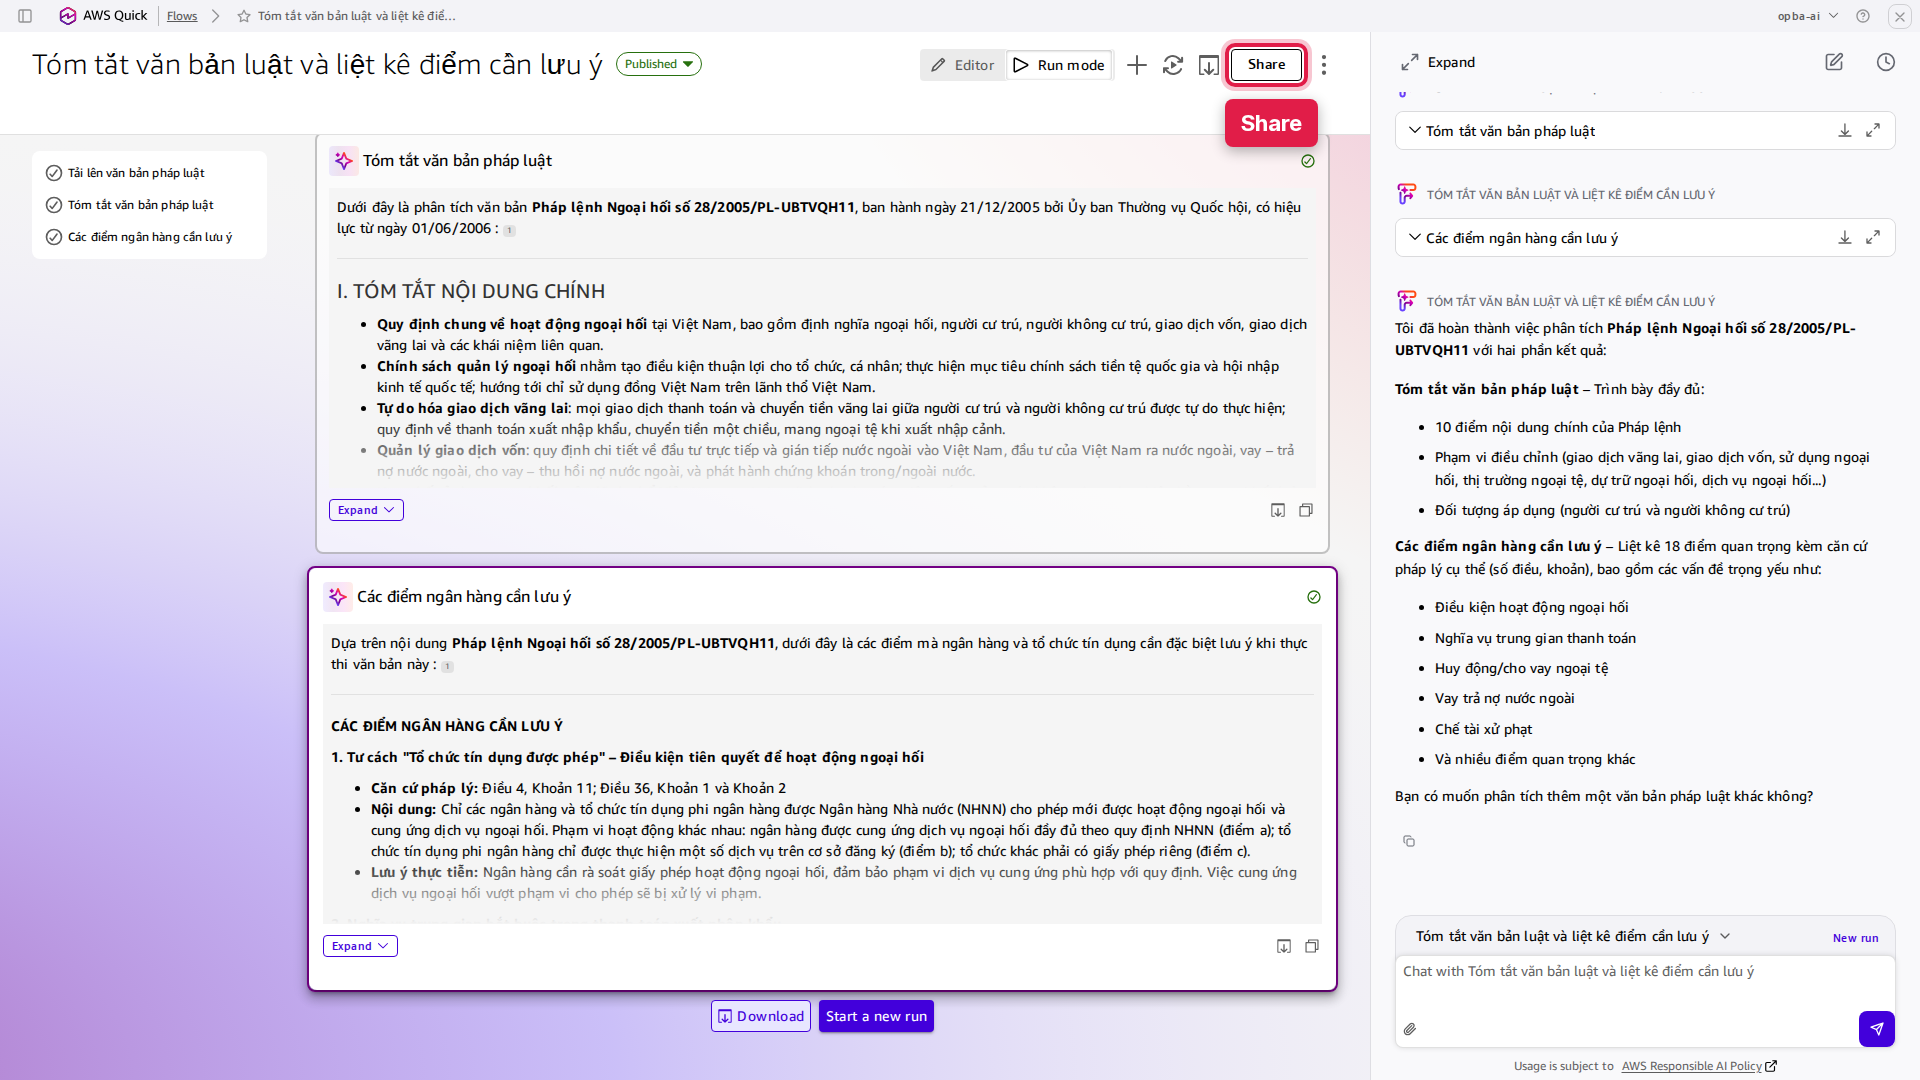 AWS Quick
Flows
Tóm tắt văn bản luật và liệt kê điể...
opba-ai
Tóm tắt văn bản luật và liệt kê điểm cần lưu ý
Published
Editor
Run mode
Share
Share
Tải lên văn bản pháp luật
Tóm tắt văn bản pháp luật
Các điểm ngân hàng cần lưu ý
Tóm tắt văn bản pháp luật
Dưới đây là phân tích văn bản Pháp lệnh Ngoại hối số 28/2005/PL-UBTVQH11, ban hành ngày 21/12/2005 bởi Ủy ban Thường vụ Quốc hội, có hiệu
lực từ ngày 01/06/2006 : 1
I. TÓM TẮT NỘI DUNG CHÍNH
Quy định chung về hoạt động ngoại hối tại Việt Nam, bao gồm định nghĩa ngoại hối, người cư trú, người không cư trú, giao dịch vốn, giao dịch
vãng lai và các khái niệm liên quan.
Chính sách quản lý ngoại hối nhằm tạo điều kiện thuận lợi cho tổ chức, cá nhân; thực hiện mục tiêu chính sách tiền tệ quốc gia và hội nhập
kinh tế quốc tế; hướng tới chỉ sử dụng đồng Việt Nam trên lãnh thổ Việt Nam.
Tự do hóa giao dịch vãng lai: mọi giao dịch thanh toán và chuyển tiền vãng lai giữa người cư trú và người không cư trú được tự do thực hiện;
quy định về thanh toán xuất nhập khẩu, chuyển tiền một chiều, mang ngoại tệ khi xuất nhập cảnh.
Quản lý giao dịch vốn: quy định chi tiết về đầu tư trực tiếp và gián tiếp nước ngoài vào Việt Nam, đầu tư của Việt Nam ra nước ngoài, vay – trả
nợ nước ngoài, cho vay – thu hồi nợ nước ngoài, và phát hành chứng khoán trong/ngoài nước.
Expand
Các điểm ngân hàng cần lưu ý
Dựa trên nội dung Pháp lệnh Ngoại hối số 28/2005/PL-UBTVQH11, dưới đây là các điểm mà ngân hàng và tổ chức tín dụng cần đặc biệt lưu ý khi thực
thi văn bản này : 1
CÁC ĐIỂM NGÂN HÀNG CẦN LƯU Ý
1. Tư cách "Tổ chức tín dụng được phép" – Điều kiện tiên quyết để hoạt động ngoại hối
Căn cứ pháp lý: Điều 4, Khoản 11; Điều 36, Khoản 1 và Khoản 2
Nội dung: Chỉ các ngân hàng và tổ chức tín dụng phi ngân hàng được Ngân hàng Nhà nước (NHNN) cho phép mới được hoạt động ngoại hối và
cung ứng dịch vụ ngoại hối. Phạm vi hoạt động khác nhau: ngân hàng được cung ứng dịch vụ ngoại hối đầy đủ theo quy định NHNN (điểm a); tổ
chức tín dụng phi ngân hàng chỉ được thực hiện một số dịch vụ trên cơ sở đăng ký (điểm b); tổ chức khác phải có giấy phép riêng (điểm c).
Lưu ý thực tiễn: Ngân hàng cần rà soát giấy phép hoạt động ngoại hối, đảm bảo phạm vi dịch vụ cung ứng phù hợp với quy định. Việc cung ứng
dịch vụ ngoại hối vượt phạm vi cho phép sẽ bị xử lý vi phạm.
Expand
Download
Start a new run
Expand
Tóm tắt văn bản pháp luật
TÓM TẮT VĂN BẢN LUẬT VÀ LIỆT KÊ ĐIỂM CẦN LƯU Ý
Các điểm ngân hàng cần lưu ý
TÓM TẮT VĂN BẢN LUẬT VÀ LIỆT KÊ ĐIỂM CẦN LƯU Ý
Tôi đã hoàn thành việc phân tích Pháp lệnh Ngoại hối số 28/2005/PL-
UBTVQH11 với hai phần kết quả:
Tóm tắt văn bản pháp luật – Trình bày đầy đủ:
10 điểm nội dung chính của Pháp lệnh
Phạm vi điều chỉnh (giao dịch vãng lai, giao dịch vốn, sử dụng ngoại
hối, thị trường ngoại tệ, dự trữ ngoại hối, dịch vụ ngoại hối...)
Đối tượng áp dụng (người cư trú và người không cư trú)
Các điểm ngân hàng cần lưu ý – Liệt kê 18 điểm quan trọng kèm căn cứ
pháp lý cụ thể (số điều, khoản), bao gồm các vấn đề trọng yếu như:
Điều kiện hoạt động ngoại hối
Nghĩa vụ trung gian thanh toán
Huy động/cho vay ngoại tệ
Vay trả nợ nước ngoài
Chế tài xử phạt
Và nhiều điểm quan trọng khác
Bạn có muốn phân tích thêm một văn bản pháp luật khác không?
Tóm tắt văn bản luật và liệt kê điểm cần lưu ý
New run
Chat with Tóm tắt văn bản luật và liệt kê điểm cần lưu ý
Usage is subject to AWS Responsible AI Policy